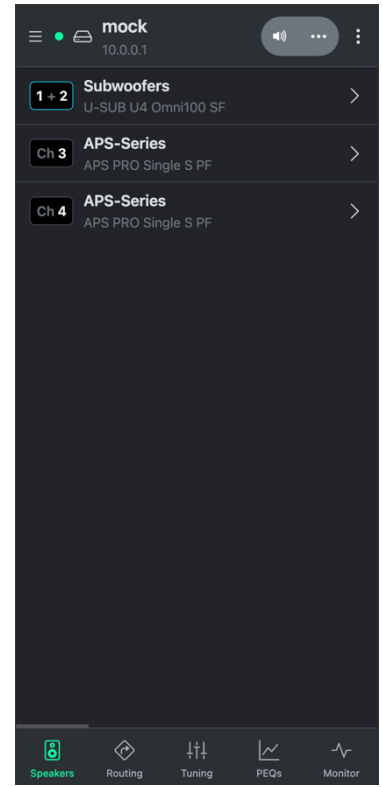 mock
10.0.0.1
1 + 2
Subwoofers
U-SUB U4 Omni100 SF
Ch 3
APS-Series
APS PRO Single S PF
Ch 4
APS-Series
APS PRO Single S PF
Speakers
Routing
Tuning
PEQs
Monitor